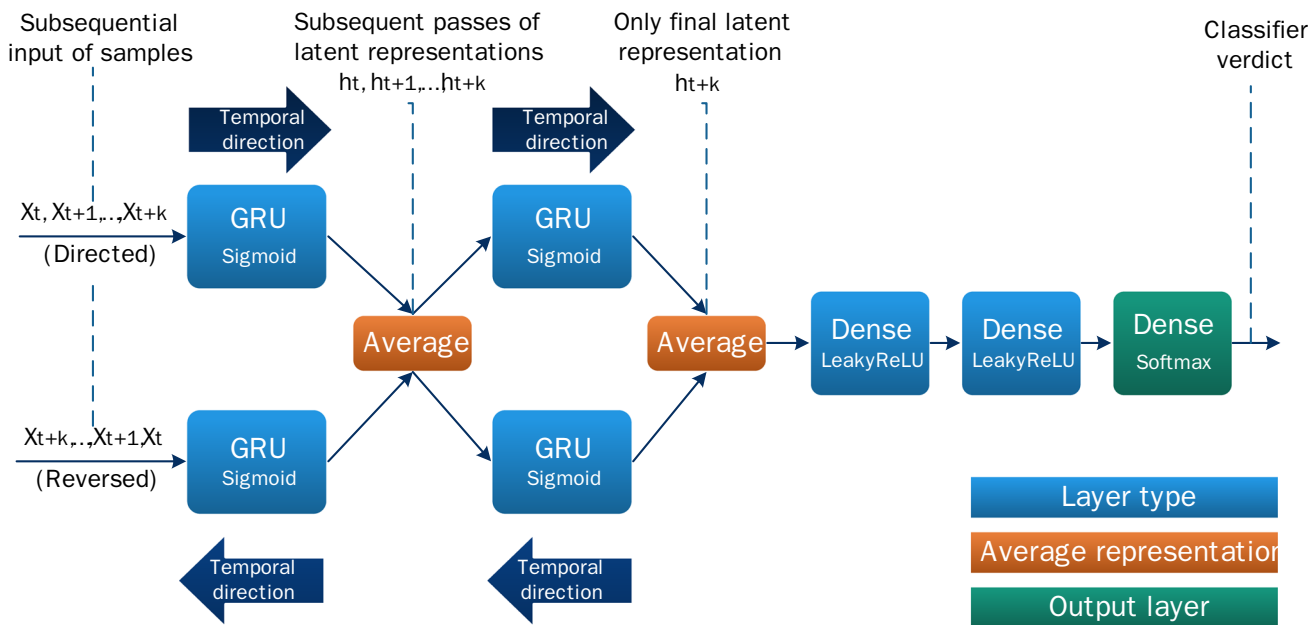 Subsequential
input of samples
Subsequent passes of
latent representations
ht, ht+1,...,ht+k
Only final latent
representation
ht+k
Classifier
verdict
Temporal
direction
Temporal
direction
Xt, Xt+1,...,Xt+k
(Directed)
GRU
Sigmoid
GRU
Sigmoid
Average
Average
Dense
LeakyReLU
Dense
LeakyReLU
Dense
Softmax
Xt+k,...,Xt+1,Xt
(Reversed)
GRU
Sigmoid
GRU
Sigmoid
Temporal
direction
Temporal
direction
Layer type
Average representation
Output layer